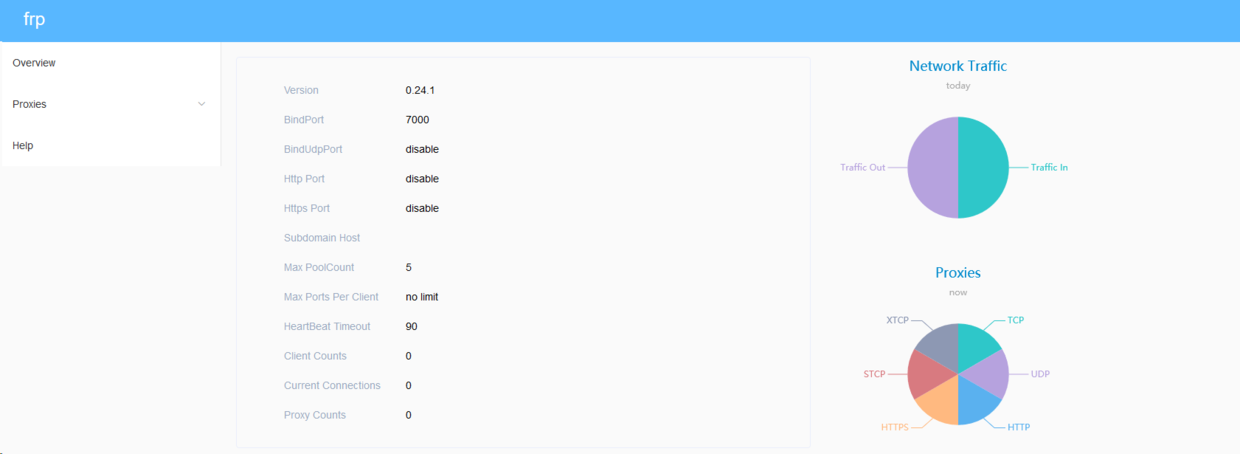 frp
Overview
Proxies
Help
Version 0.24.1
BindPort 7000
BindUdpPort disable
Http Port disable
Https Port disable
Subdomain Host
Max PoolCount 5
Max Ports Per Client no limit
HeartBeat Timeout 90
Client Counts 0
Current Connections 0
Proxy Counts 0
Network Traffic
today
Traffic Out Traffic In
Proxies
now
XTCP TCP
STCP UDP
HTTPS HTTP